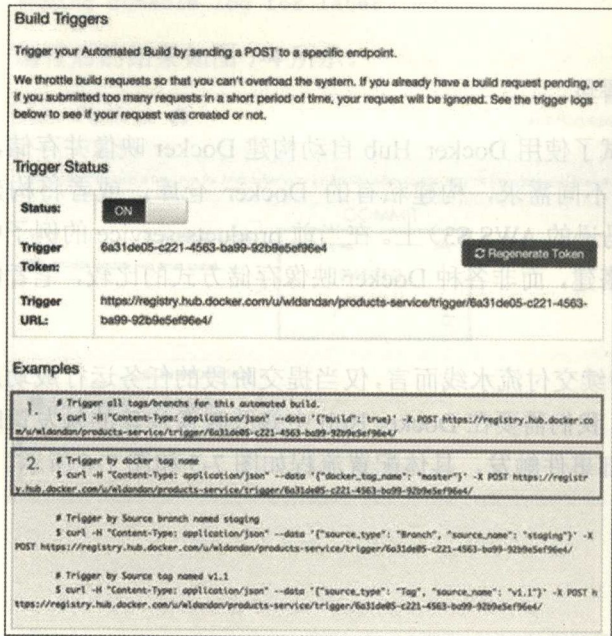 Build Triggers
Trigger your Automated Build by sending a POST to a specific endpoint.
We throttle build requests so that you can't overload the system. If you already have a build request pending, or
if you submitted too many requests in a short period of time, your request will be ignored. See the trigger logs
below to see if your request was created or not.
Trigger Status
Status: ON
Trigger Token: 6a31de05-c221-4563-ba99-92b9e5ef96e4 Regenerate Token
Trigger URL: https://registry.hub.docker.com/u/wldandan/products-service/trigger/6a31de05-c221-4563-
ba99-92b9e5ef96e4/
Examples
1. # Trigger all tags/branchs for this automated build.
$ curl -H "Content-Type: application/json" --data '{"build": true}' -X POST https://registry.hub.docker.co
m/u/wldandan/products-service/trigger/6a31de05-c221-4563-ba99-92b9e5ef96e4/
2. # Trigger by docker tag name
$ curl -H "Content-Type: application/json" --data '{"docker_tag_name": "master"}' -X POST https://registr
y.hub.docker.com/u/wldandan/products-service/trigger/6a31de05-c221-4563-ba99-92b9e5ef96e4/
# Trigger by Source branch named staging
$ curl -H "Content-Type: application/json" --data '{"source_type": "Branch", "source_name": "staging"}' -X
POST https://registry.hub.docker.com/u/wldandan/products-service/trigger/6a31de05-c221-4563-ba99-92b9e5ef96e4/
# Trigger by Source tag named v1.1
$ curl -H "Content-Type: application/json" --data '{"source_type": "Tag", "source_name": "v1.1"}' -X POST h
ttps://registry.hub.docker.com/u/wldandan/products-service/trigger/6a31de05-c221-4563-ba99-92b9e5ef96e4/